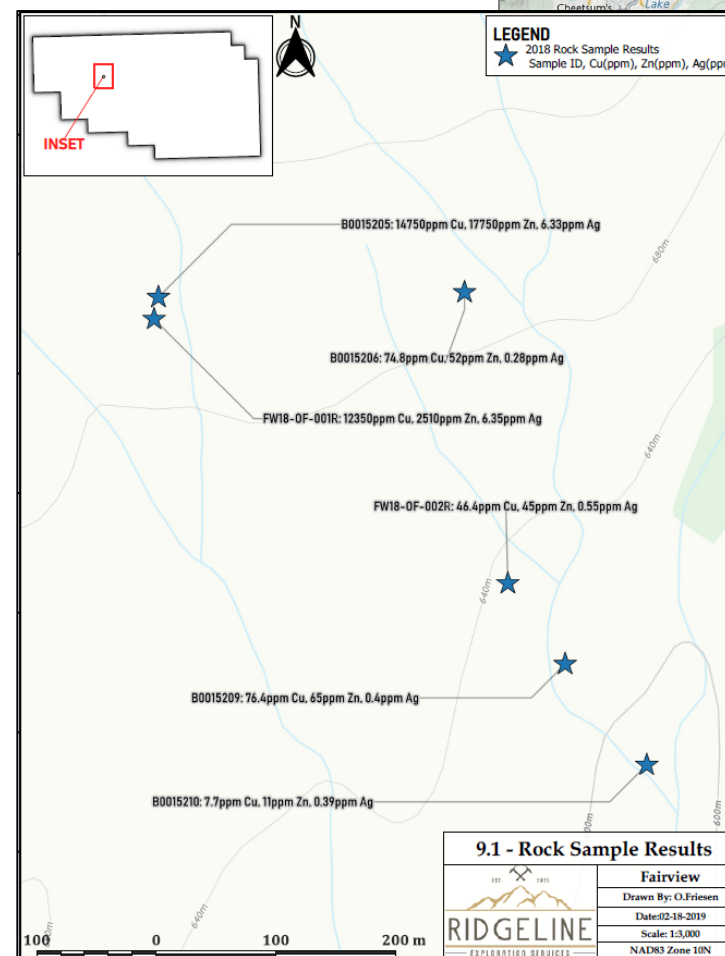 Cheetsum's
Lake
N
LEGEND
2018 Rock Sample Results
Sample ID, Cu(ppm), Zn(ppm), Ag(pp
INSET
B0015205: 14750ppm Cu, 17750ppm Zn, 6.33ppm Ag
680m
B0015206: 74.8ppm Cu, 52ppm Zn, 0.28ppm Ag
FW18-OF-001R: 12350ppm Cu, 2510ppm Zn, 6.35ppm Ag
640m
FW18-OF-002R: 46.4ppm Cu, 45ppm Zn, 0.55ppm Ag
640m
B0015209: 76.4ppm Cu, 65ppm Zn, 0.4ppm Ag
B0015210: 7.7ppm Cu, 11ppm Zn, 0.39ppm Ag
600m
9.1 - Rock Sample Results
Fairview
Drawn By: O.Friesen
Date:02-18-2019
Scale: 1:3,000
NAD83 Zone 10N
EST.
RIDGELINE
EXPLORATION SERVICES
640m
100 0 100 200 m